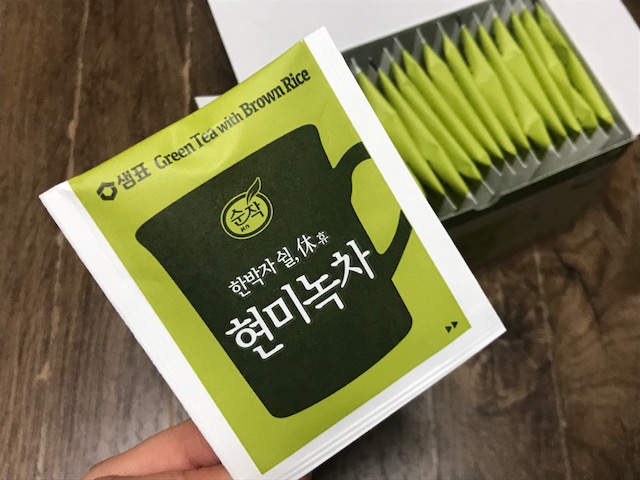 샘표 Green Tea with Brown Rice
순작
한박자 쉴, 休 휴
현미녹차